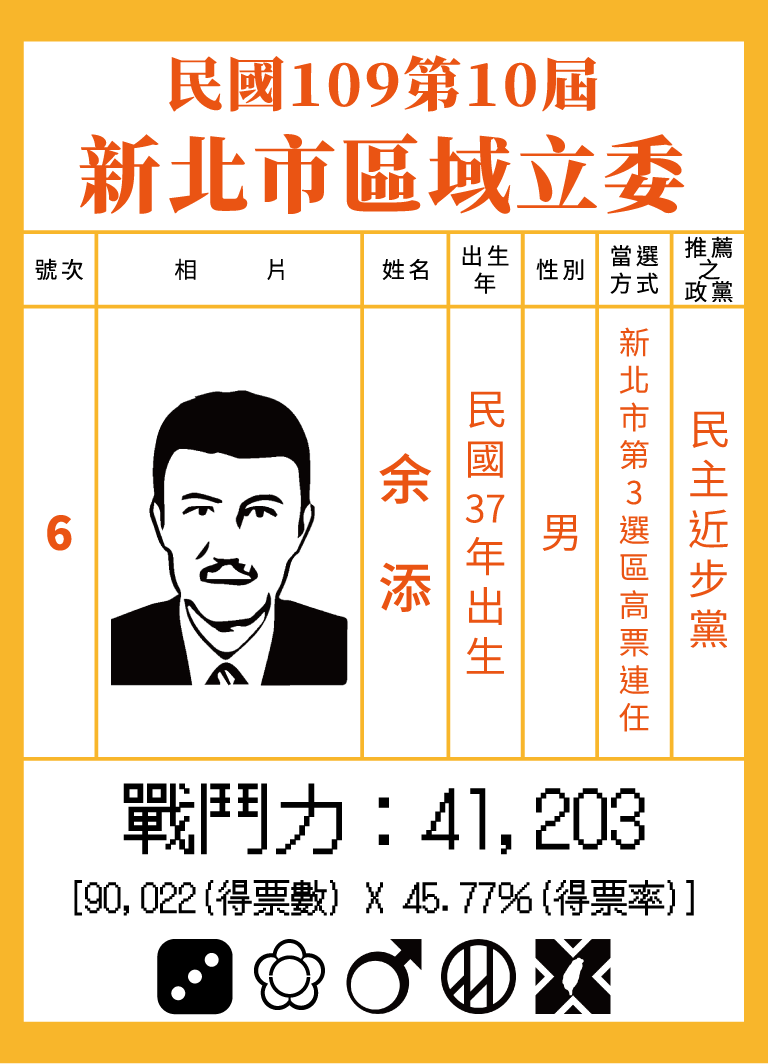 民國109第10屆
新北市區域立委
號次
相片
姓名
出生年
性別
當選方式
推薦之政黨
6
余添
民國37年出生
男
新北市第3選區高票連任
民主近步黨
戰鬥力：41,203
[90,022(得票數) X 45.77%(得票率)]